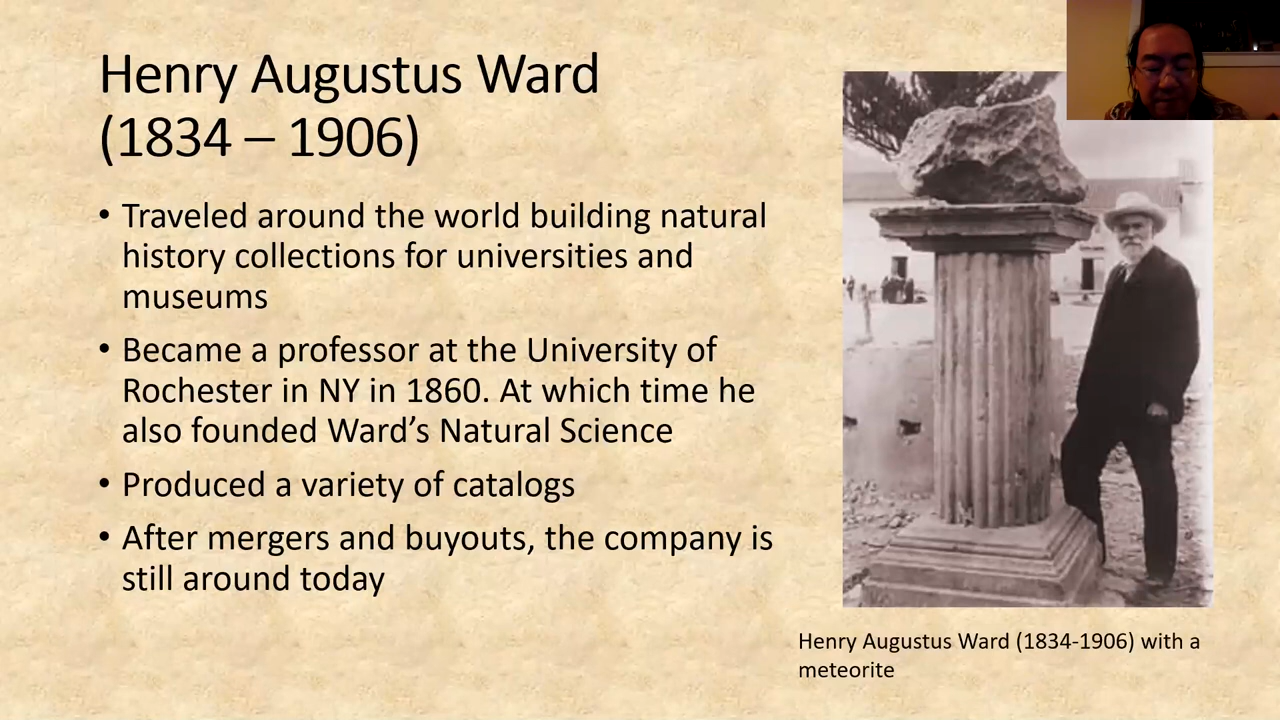 Henry Augustus Ward
(1834 – 1906)
• Traveled around the world building natural
history collections for universities and
museums
• Became a professor at the University of
Rochester in NY in 1860. At which time he
also founded Ward’s Natural Science
• Produced a variety of catalogs
• After mergers and buyouts, the company is
still around today
Henry Augustus Ward (1834-1906) with a
meteorite